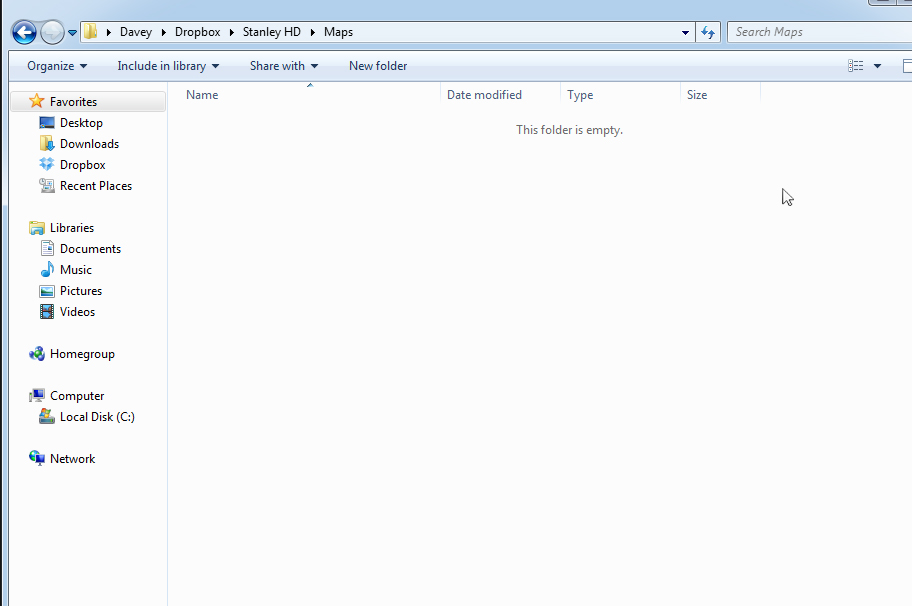 Davey Dropbox Stanley HD Maps
Search Maps
Organize Include in library Share with New folder
Name Date modified Type Size
This folder is empty.
Favorites
Desktop
Downloads
Dropbox
Recent Places
Libraries
Documents
Music
Pictures
Videos
Homegroup
Computer
Local Disk (C:)
Network